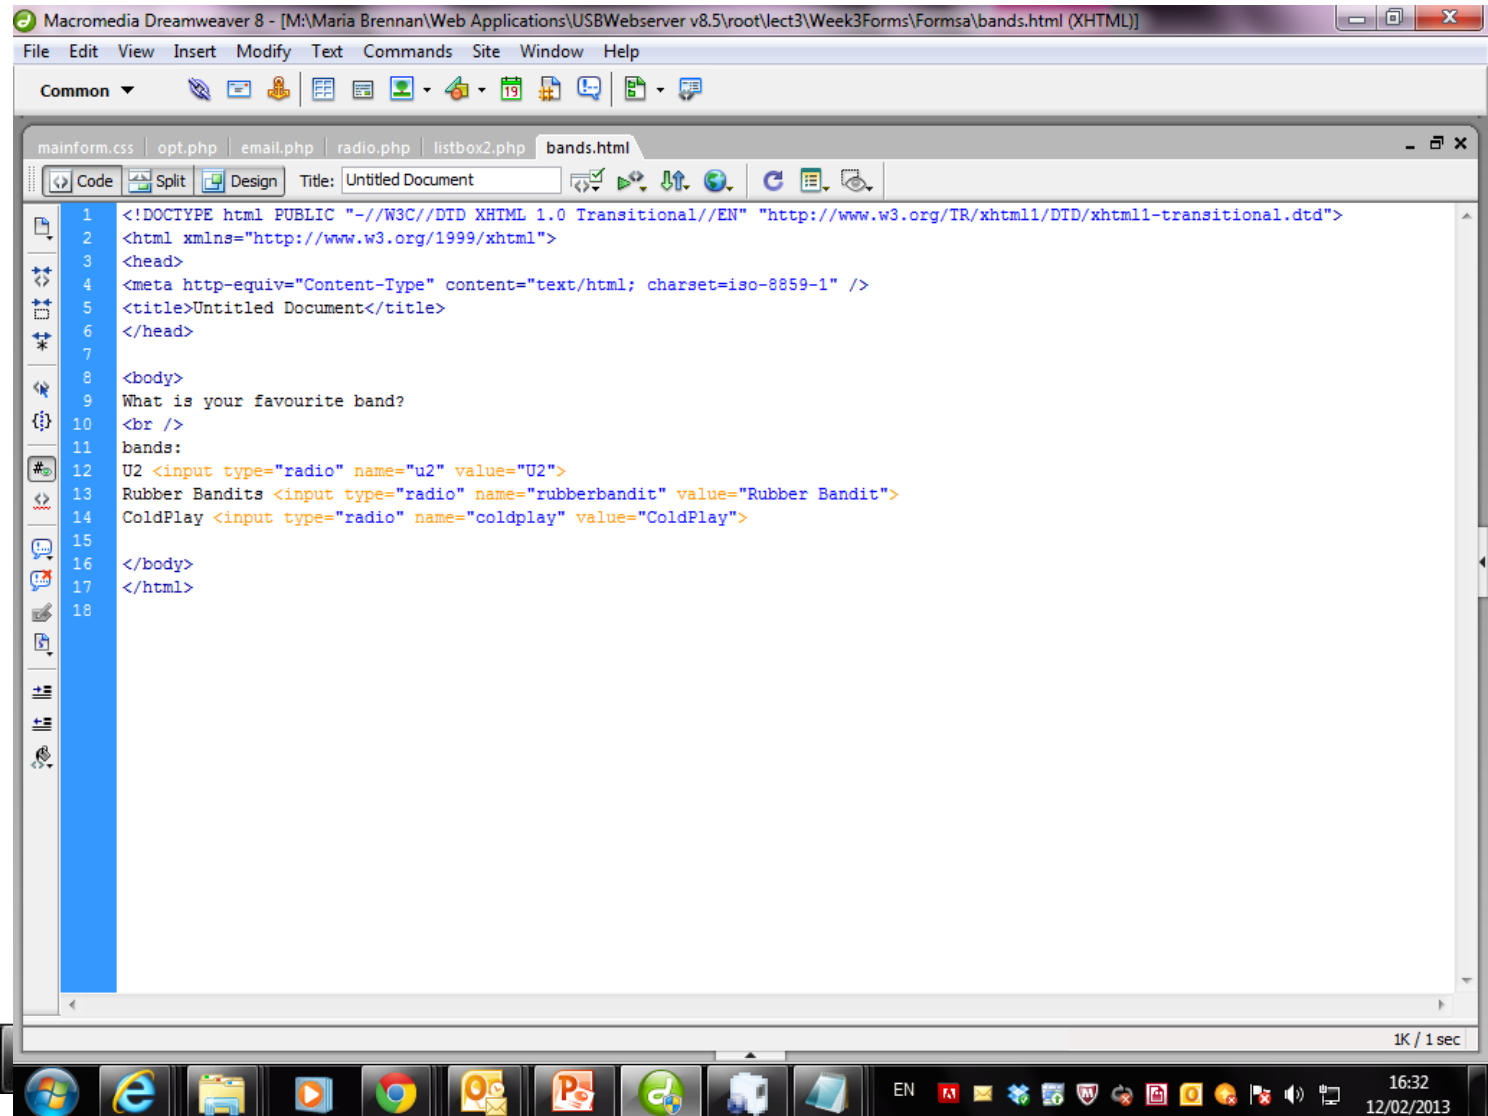 Macromedia Dreamweaver 8 - [M:\Maria Brennan\Web Applications\USBWebserver v8.5\root\lect3\Week3Forms\Formsa\bands.html (XHTML)]
File Edit View Insert Modify Text Commands Site Window Help
Common
19
mainform.css opt.php email.php radio.php listbox2.php bands.html
Code Split Design Title: Untitled Document
1 <!DOCTYPE html PUBLIC "-//W3C//DTD XHTML 1.0 Transitional//EN" "http://www.w3.org/TR/xhtml1/DTD/xhtml1-transitional.dtd">
2 <html xmlns="http://www.w3.org/1999/xhtml">
3 <head>
4 <meta http-equiv="Content-Type" content="text/html; charset=iso-8859-1" />
5 <title>Untitled Document</title>
6 </head>
7
8 <body>
9 What is your favourite band?
10 <br />
11 bands:
12 U2 <input type="radio" name="u2" value="U2">
13 Rubber Bandits <input type="radio" name="rubberbandit" value="Rubber Bandit">
14 ColdPlay <input type="radio" name="coldplay" value="ColdPlay">
15
16 </body>
17 </html>
18
1K / 1 sec
EN
16:32
12/02/2013